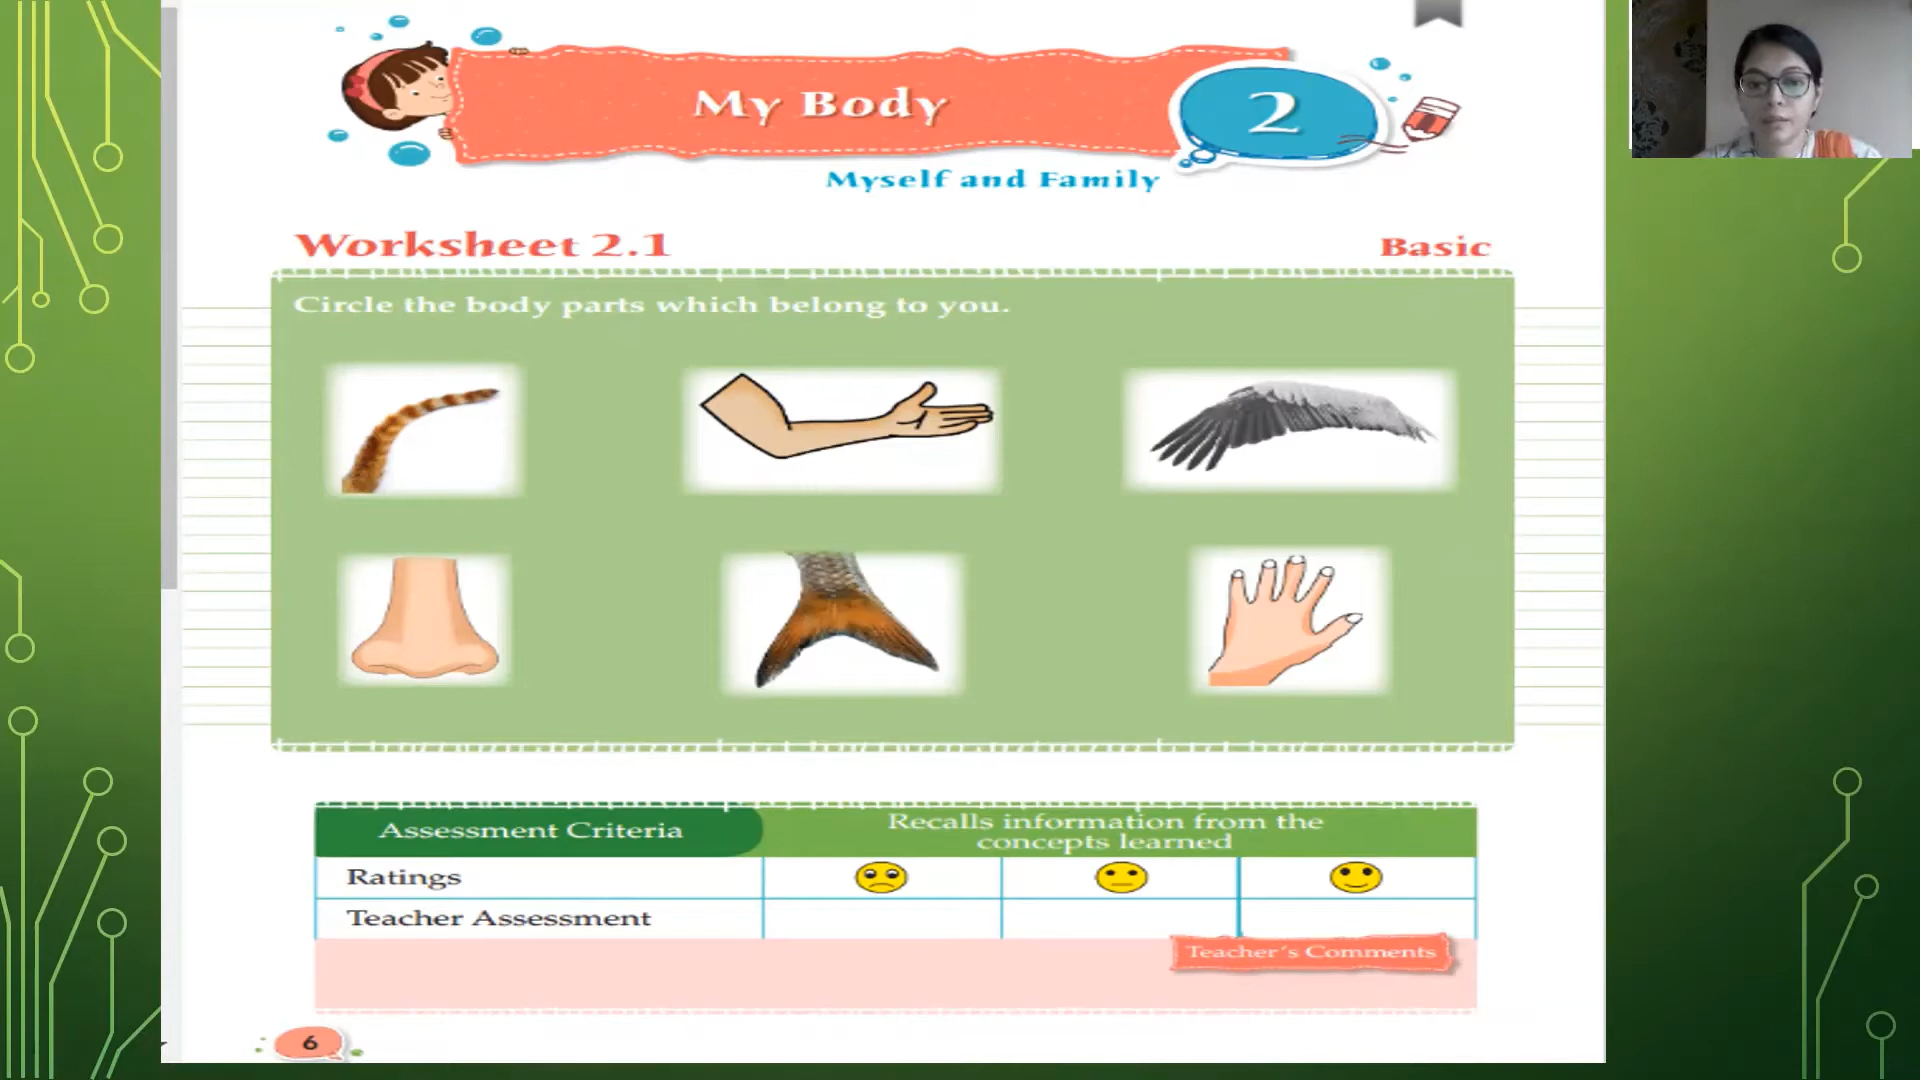 My Body
2
Myself and Family
Worksheet 2.1
Basic
Circle the body parts which belong to you.
Assessment Criteria
Recalls information from the
concepts learned
Ratings
Teacher Assessment
Teacher's Comments
6